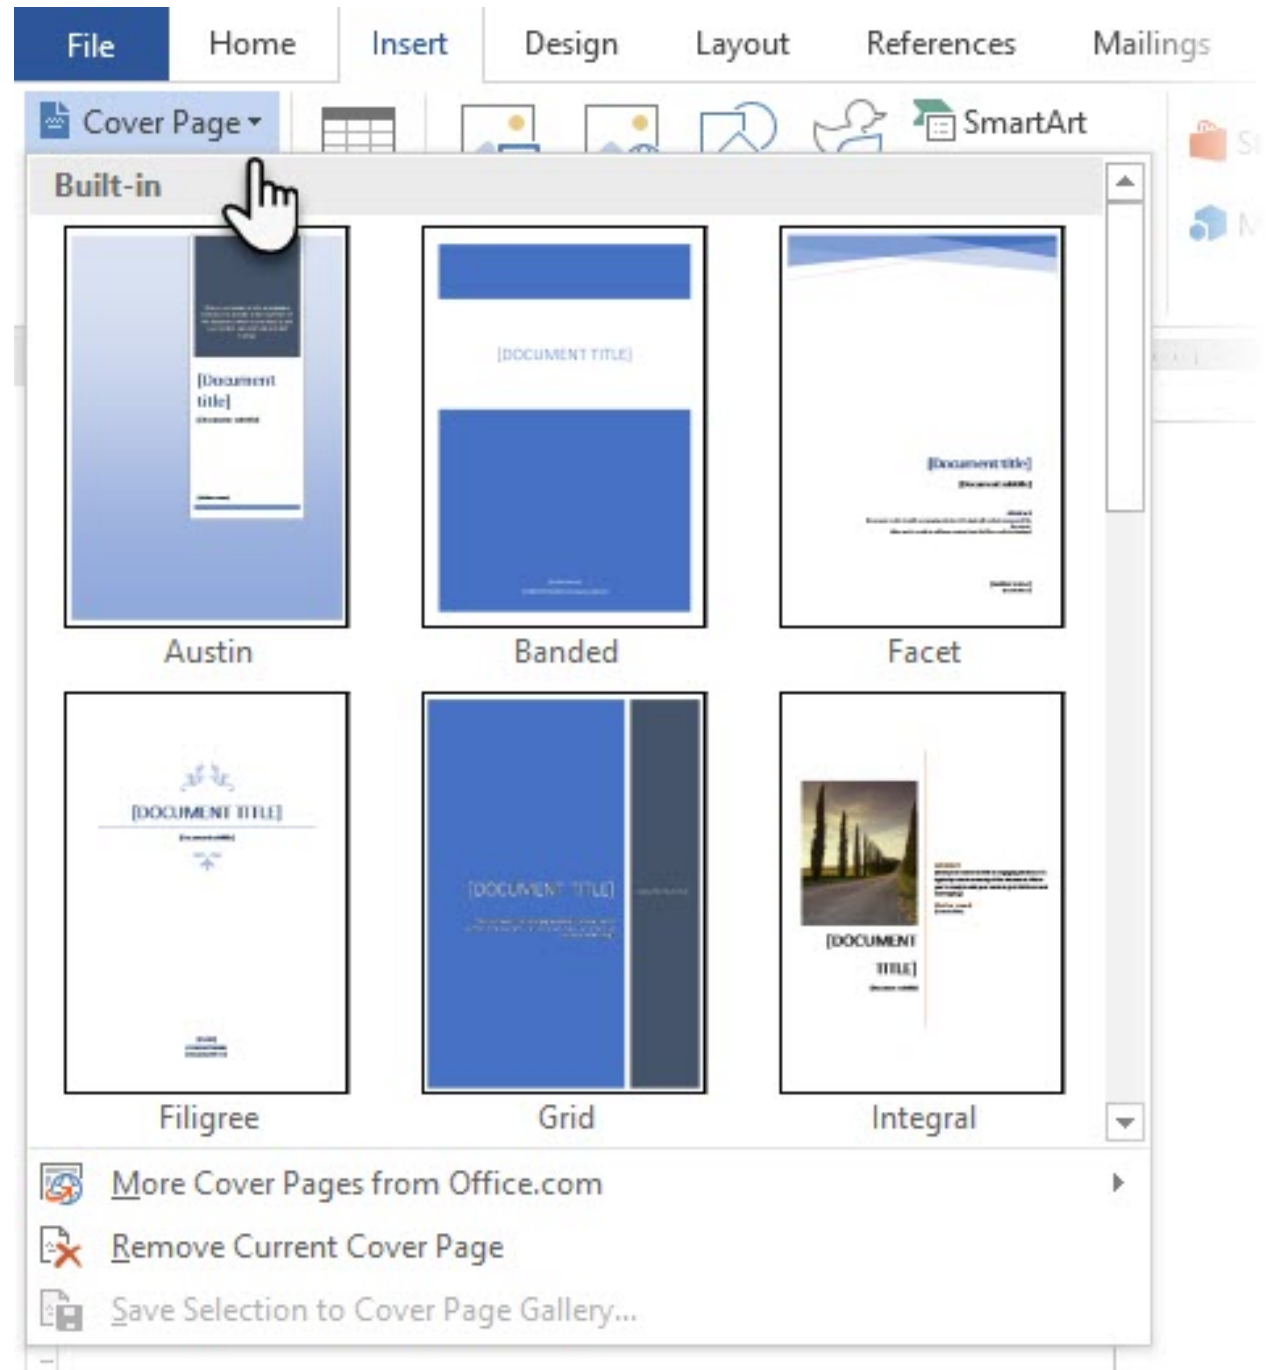 File Home Insert Design Layout References Mailings
Cover Page SmartArt
Built-in
[Document
title]
[DOCUMENT TITLE]
[Document title]
Austin Banded Facet
[DOCUMENT TITLE]
[DOCUMENT TITLE]
[DOCUMENT
TITLE]
Filigree Grid Integral
More Cover Pages from Office.com
Remove Current Cover Page
Save Selection to Cover Page Gallery...